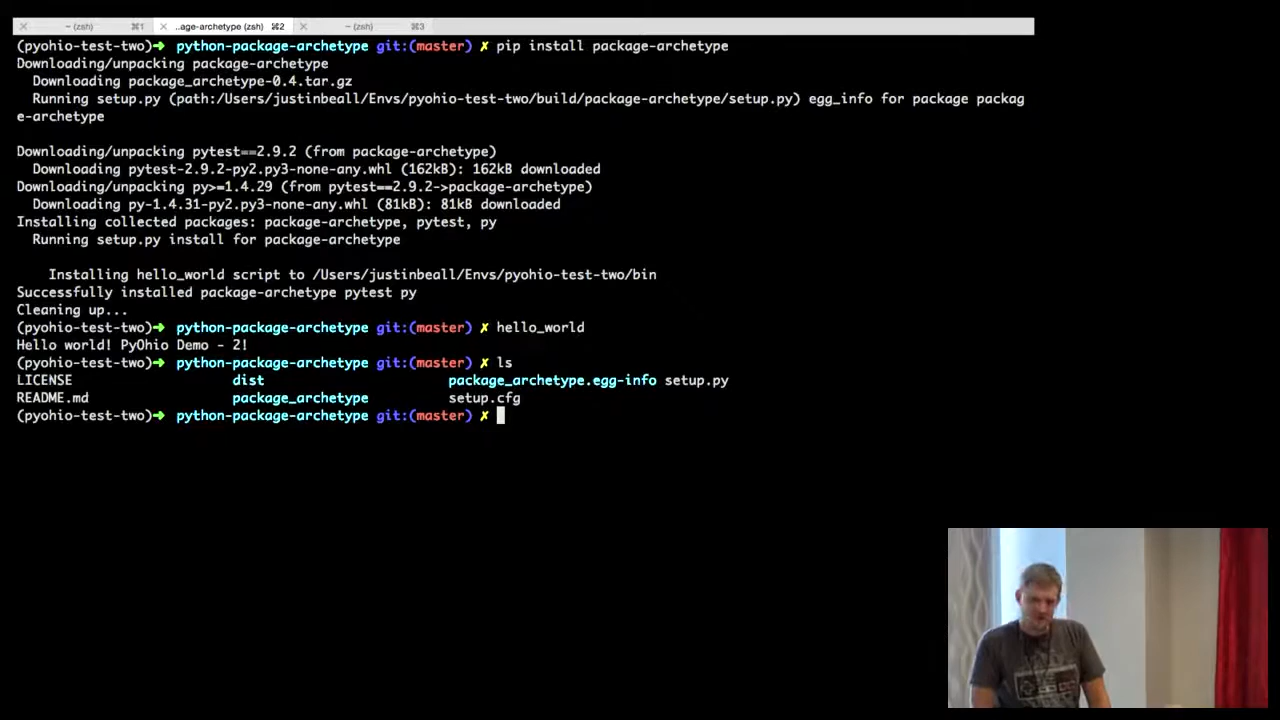 ~ (zsh) ⌘1 ..age-archetype (zsh) ⌘2 ~ (zsh) ⌘3
(pyohio-test-two)➜ python-package-archetype git:(master) ✗ pip install package-archetype
Downloading/unpacking package-archetype
Downloading package_archetype-0.4.tar.gz
Running setup.py (path:/Users/justinbeall/Envs/pyohio-test-two/build/package-archetype/setup.py) egg_info for package packag
e-archetype
Downloading/unpacking pytest==2.9.2 (from package-archetype)
Downloading pytest-2.9.2-py2.py3-none-any.whl (162kB): 162kB downloaded
Downloading/unpacking py>=1.4.29 (from pytest==2.9.2->package-archetype)
Downloading py-1.4.31-py2.py3-none-any.whl (81kB): 81kB downloaded
Installing collected packages: package-archetype, pytest, py
Running setup.py install for package-archetype
Installing hello_world script to /Users/justinbeall/Envs/pyohio-test-two/bin
Successfully installed package-archetype pytest py
Cleaning up...
(pyohio-test-two)➜ python-package-archetype git:(master) ✗ hello_world
Hello world! PyOhio Demo - 2!
(pyohio-test-two)➜ python-package-archetype git:(master) ✗ ls
LICENSE dist package_archetype.egg-info setup.py
README.md package_archetype setup.cfg
(pyohio-test-two)➜ python-package-archetype git:(master) ✗